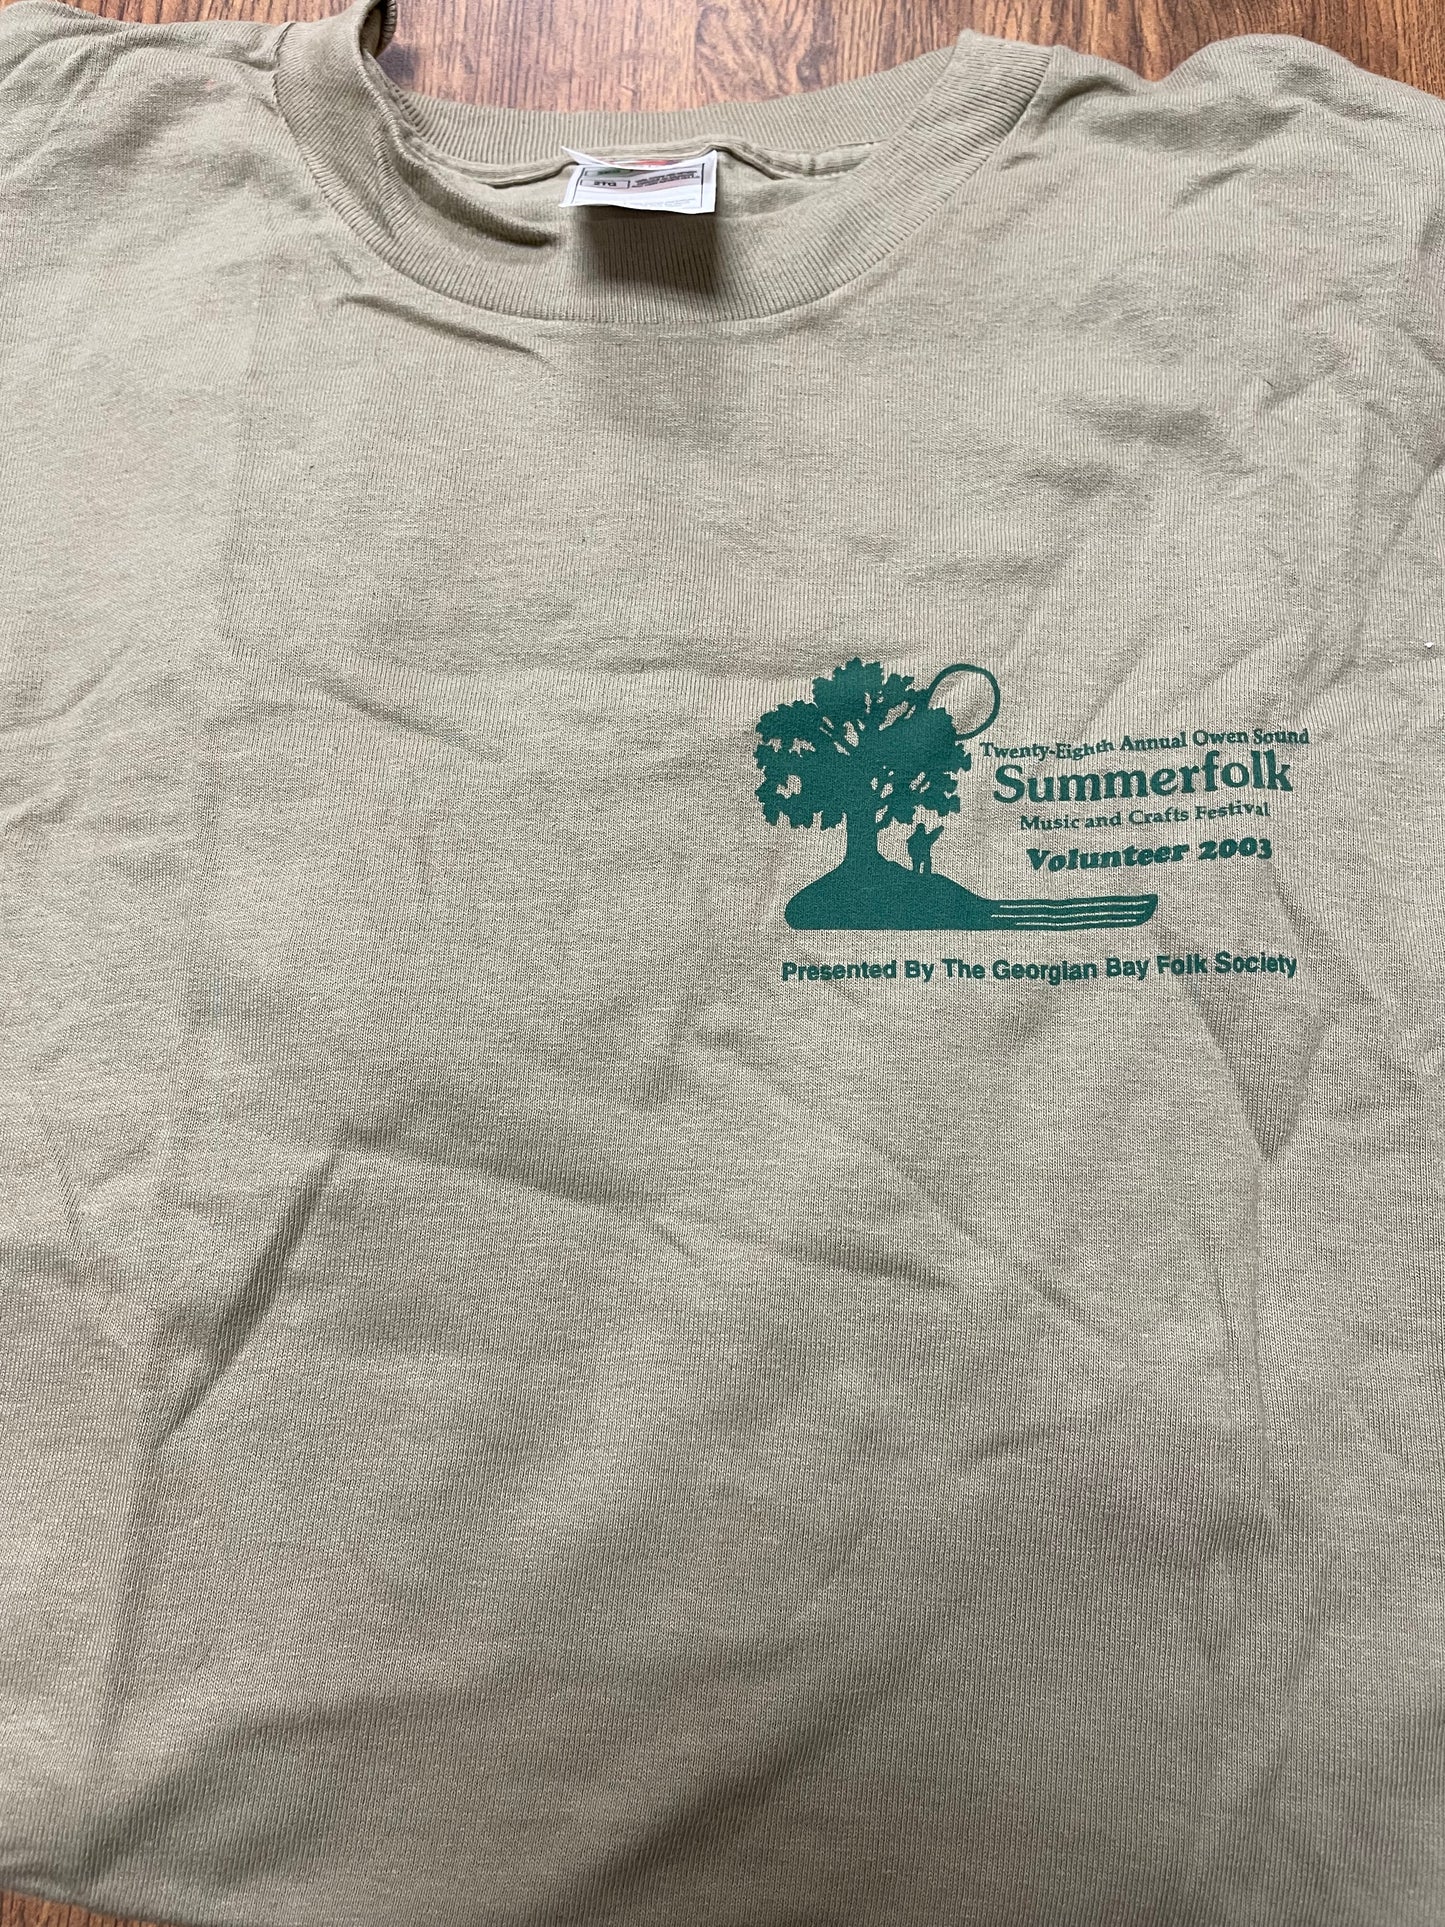 Twenty-Eighth Annual Owen Sound
Summerfolk
Music and Crafts Festival
Volunteer 2003
Presented By The Georgian Bay Folk Society